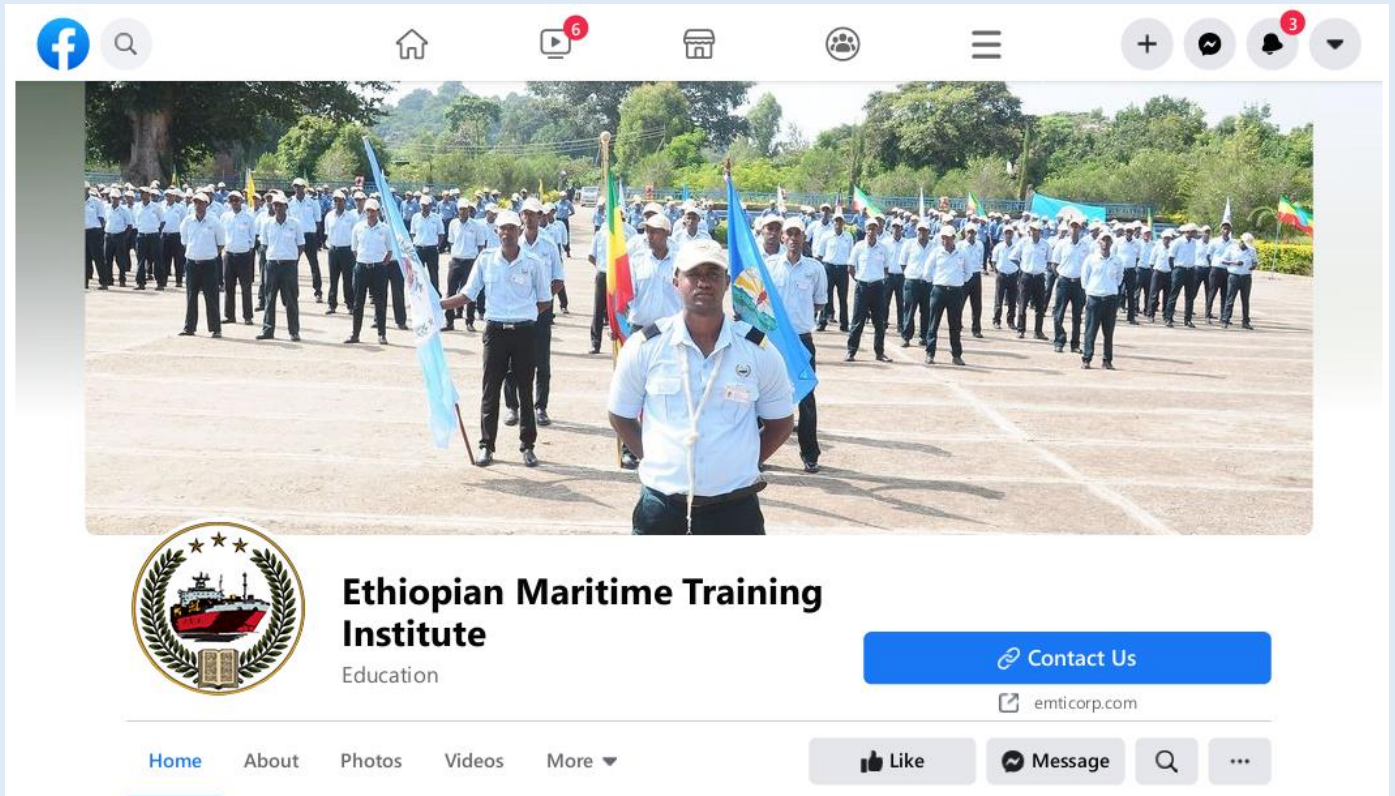 6
3
Ethiopian Maritime Training
Institute
Education
Contact Us
emticorp.com
Home About Photos Videos More Like Message